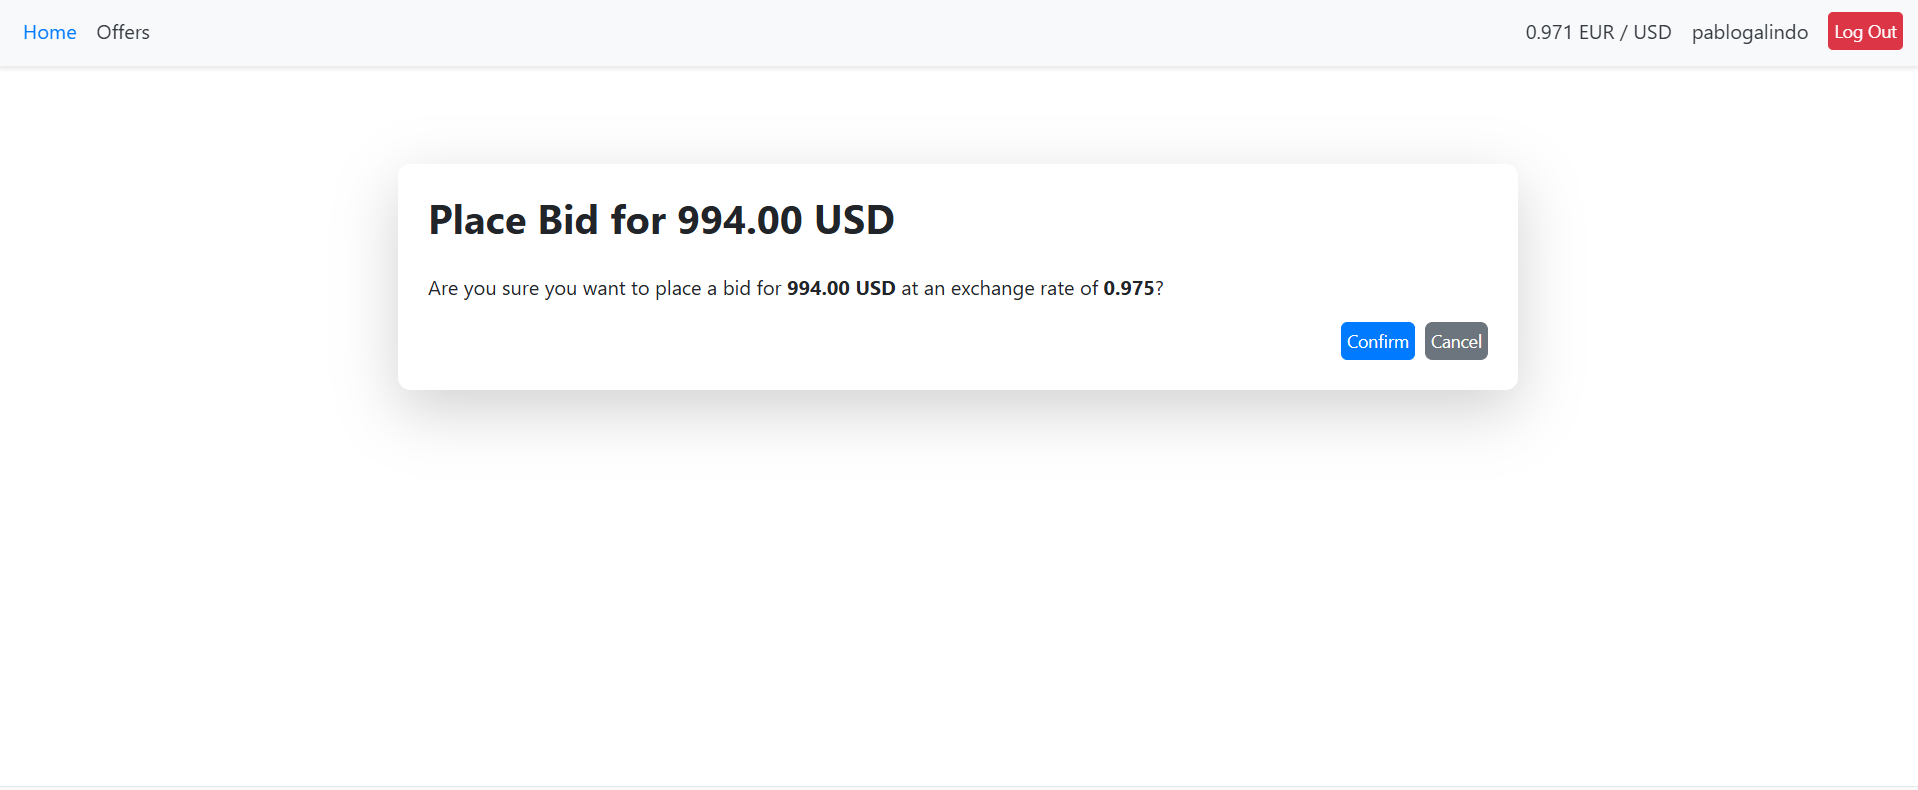 Home Offers 0.971 EUR / USD pablogalindo Log Out
Place Bid for 994.00 USD
Are you sure you want to place a bid for 994.00 USD at an exchange rate of 0.975?
Confirm Cancel